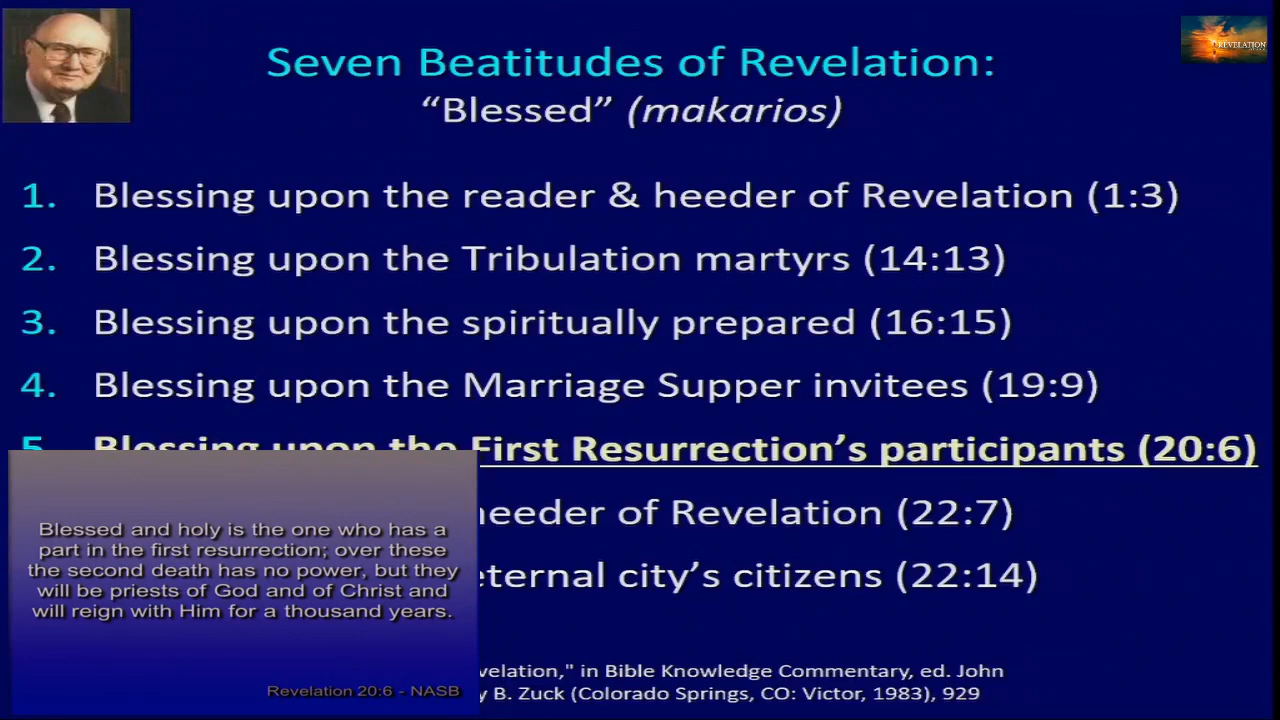 REVELATION
Seven Beatitudes of Revelation:
“Blessed” (makarios)
1. Blessing upon the reader & heeder of Revelation (1:3)
2. Blessing upon the Tribulation martyrs (14:13)
3. Blessing upon the spiritually prepared (16:15)
4. Blessing upon the Marriage Supper invitees (19:9)
5. Blessing upon the First Resurrection’s participants (20:6)
heeder of Revelation (22:7)
eternal city’s citizens (22:14)
Blessed and holy is the one who has a
part in the first resurrection; over these
the second death has no power, but they
will be priests of God and of Christ and
will reign with Him for a thousand years.
Revelation 20:6 - NASB
velation," in Bible Knowledge Commentary, ed. John
y B. Zuck (Colorado Springs, CO: Victor, 1983), 929